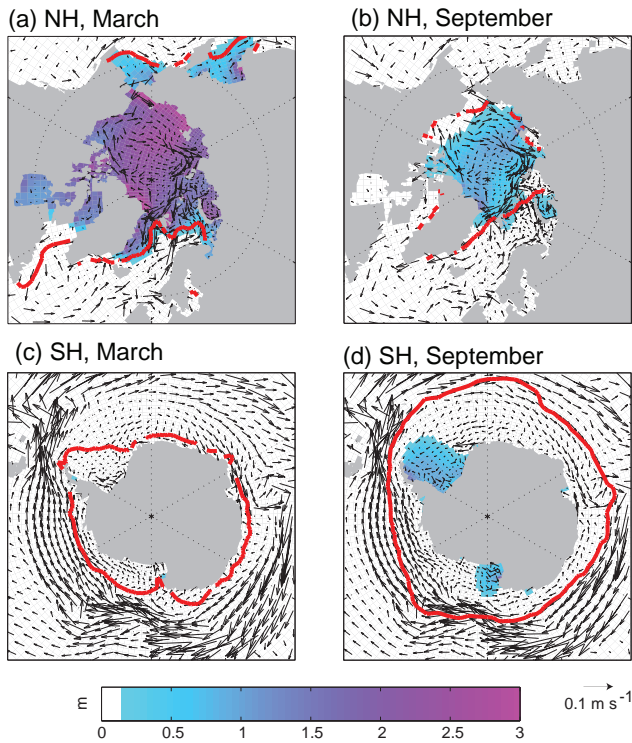 (a) NH, March
(b) NH, September
(c) SH, March
(d) SH, September
m
0 0.5 1 1.5 2 2.5 3
0.1 m s-1